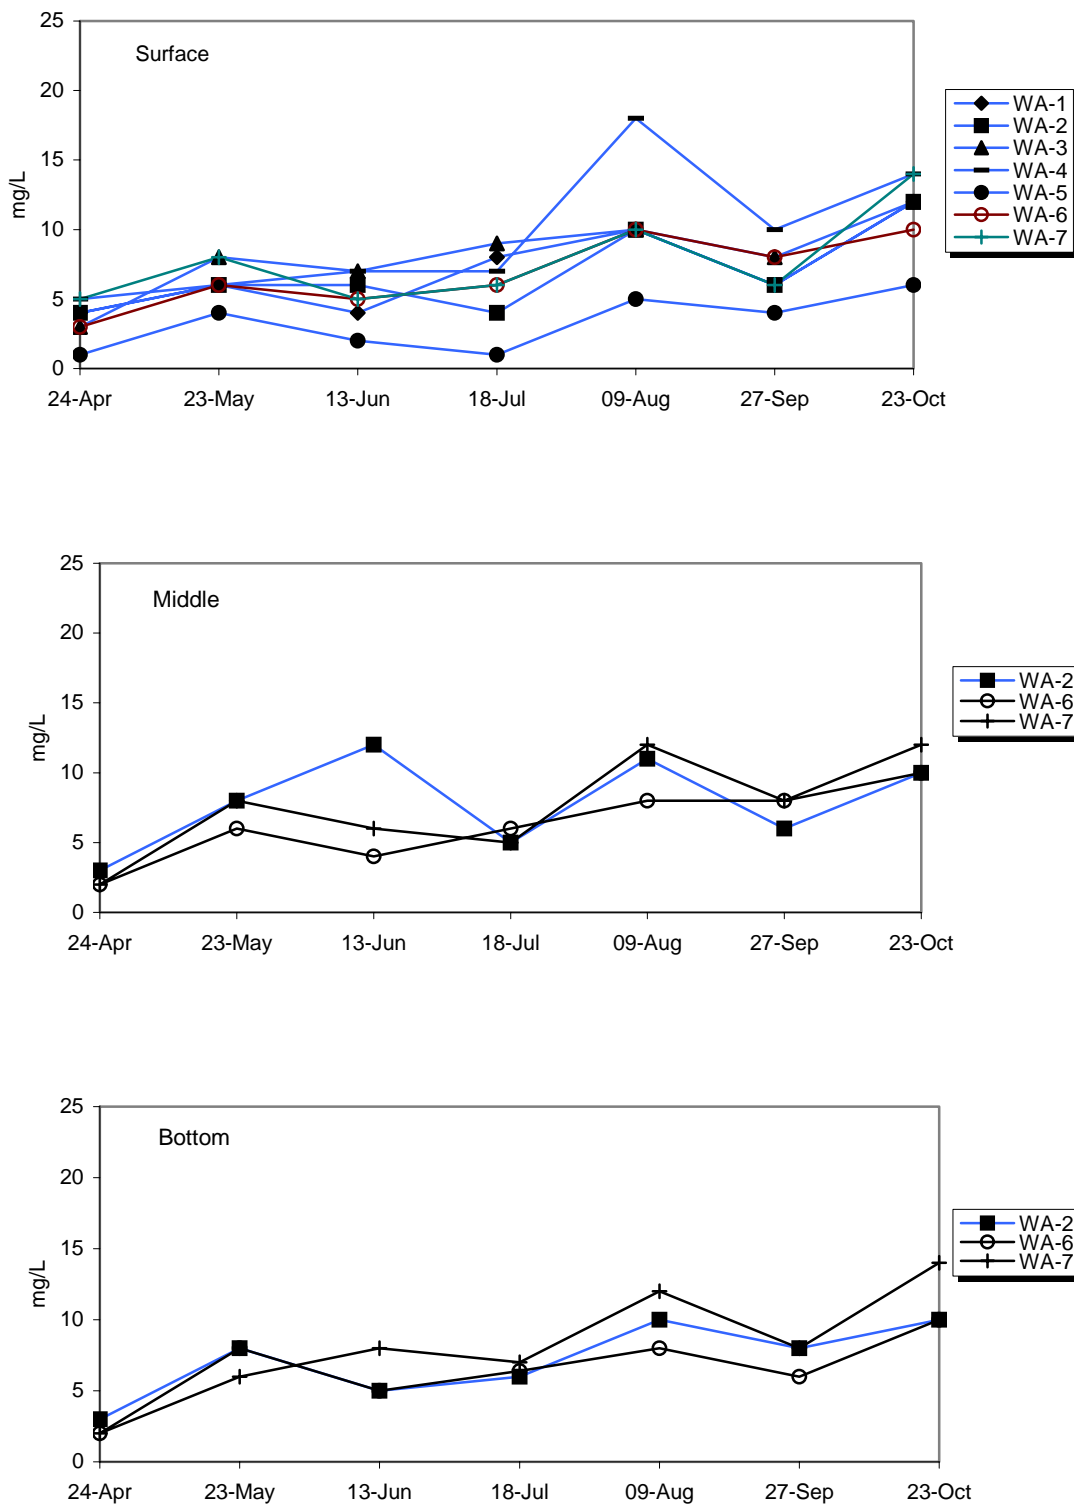 Surface
25
20
15
10
5
0
mg/L
24-Apr 23-May 13-Jun 18-Jul 09-Aug 27-Sep 23-Oct
WA-1
WA-2
WA-3
WA-4
WA-5
WA-6
WA-7
Middle
25
20
15
10
5
0
mg/L
24-Apr 23-May 13-Jun 18-Jul 09-Aug 27-Sep 23-Oct
WA-2
WA-6
WA-7
Bottom
25
20
15
10
5
0
mg/L
24-Apr 23-May 13-Jun 18-Jul 09-Aug 27-Sep 23-Oct
WA-2
WA-6
WA-7